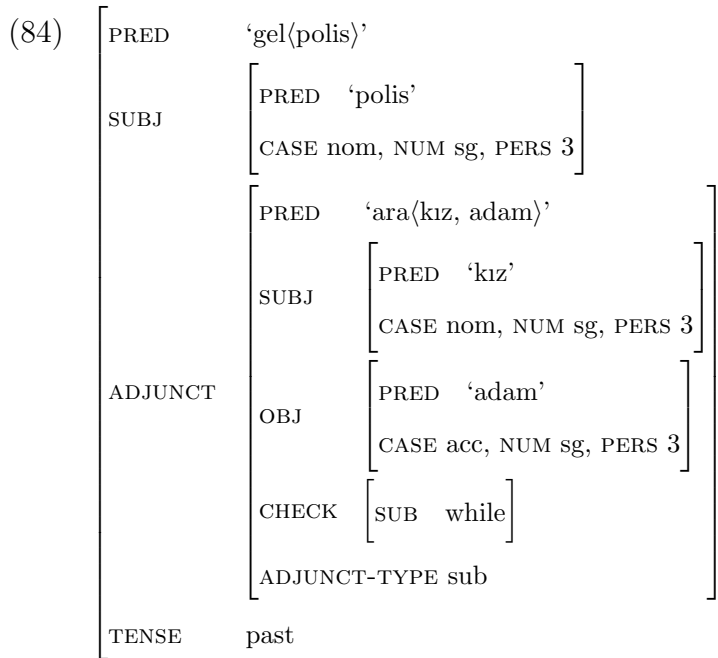 (84)
PRED ‘gel⟨polis⟩’
SUBJ
PRED ‘polis’
CASE nom, NUM sg, PERS 3
ADJUNCT
PRED ‘ara⟨kız, adam⟩’
SUBJ
PRED ‘kız’
CASE nom, NUM sg, PERS 3
OBJ
PRED ‘adam’
CASE acc, NUM sg, PERS 3
CHECK
SUB while
ADJUNCT-TYPE sub
TENSE past